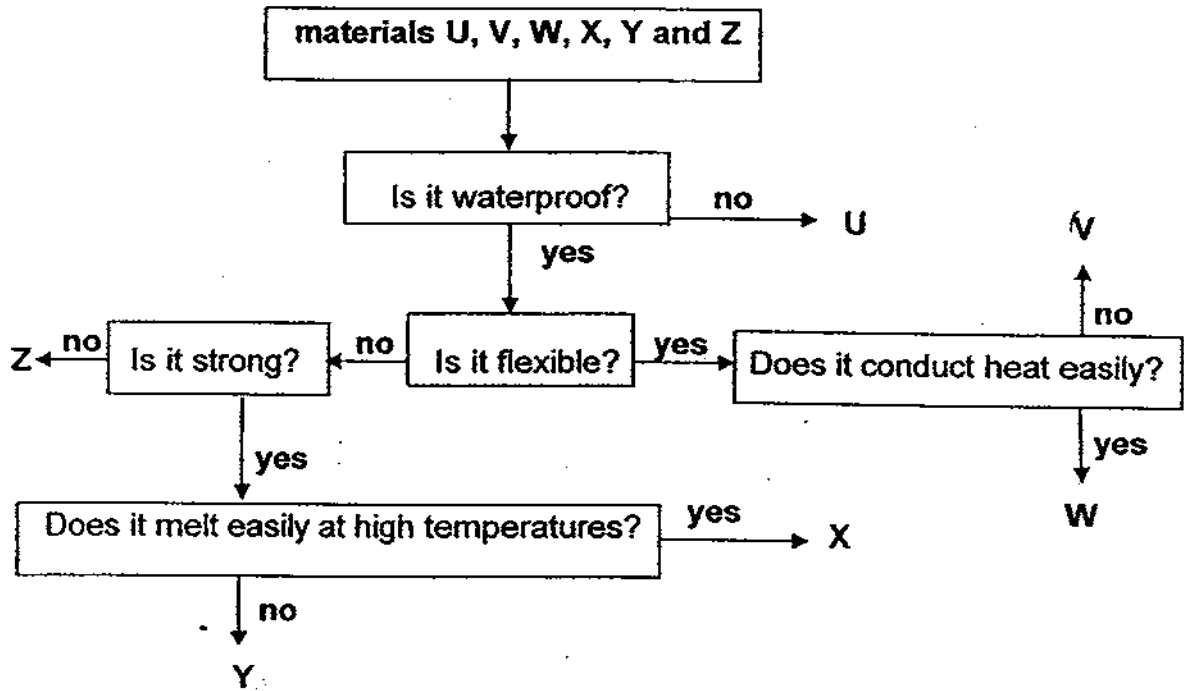 materials U, V, W, X, Y and Z
Is it waterproof?
no
U
V
yes
no
Z
no
Is it strong?
no
Is it flexible?
yes
Does it conduct heat easily?
yes
yes
W
Does it melt easily at high temperatures?
yes
X
no
Y